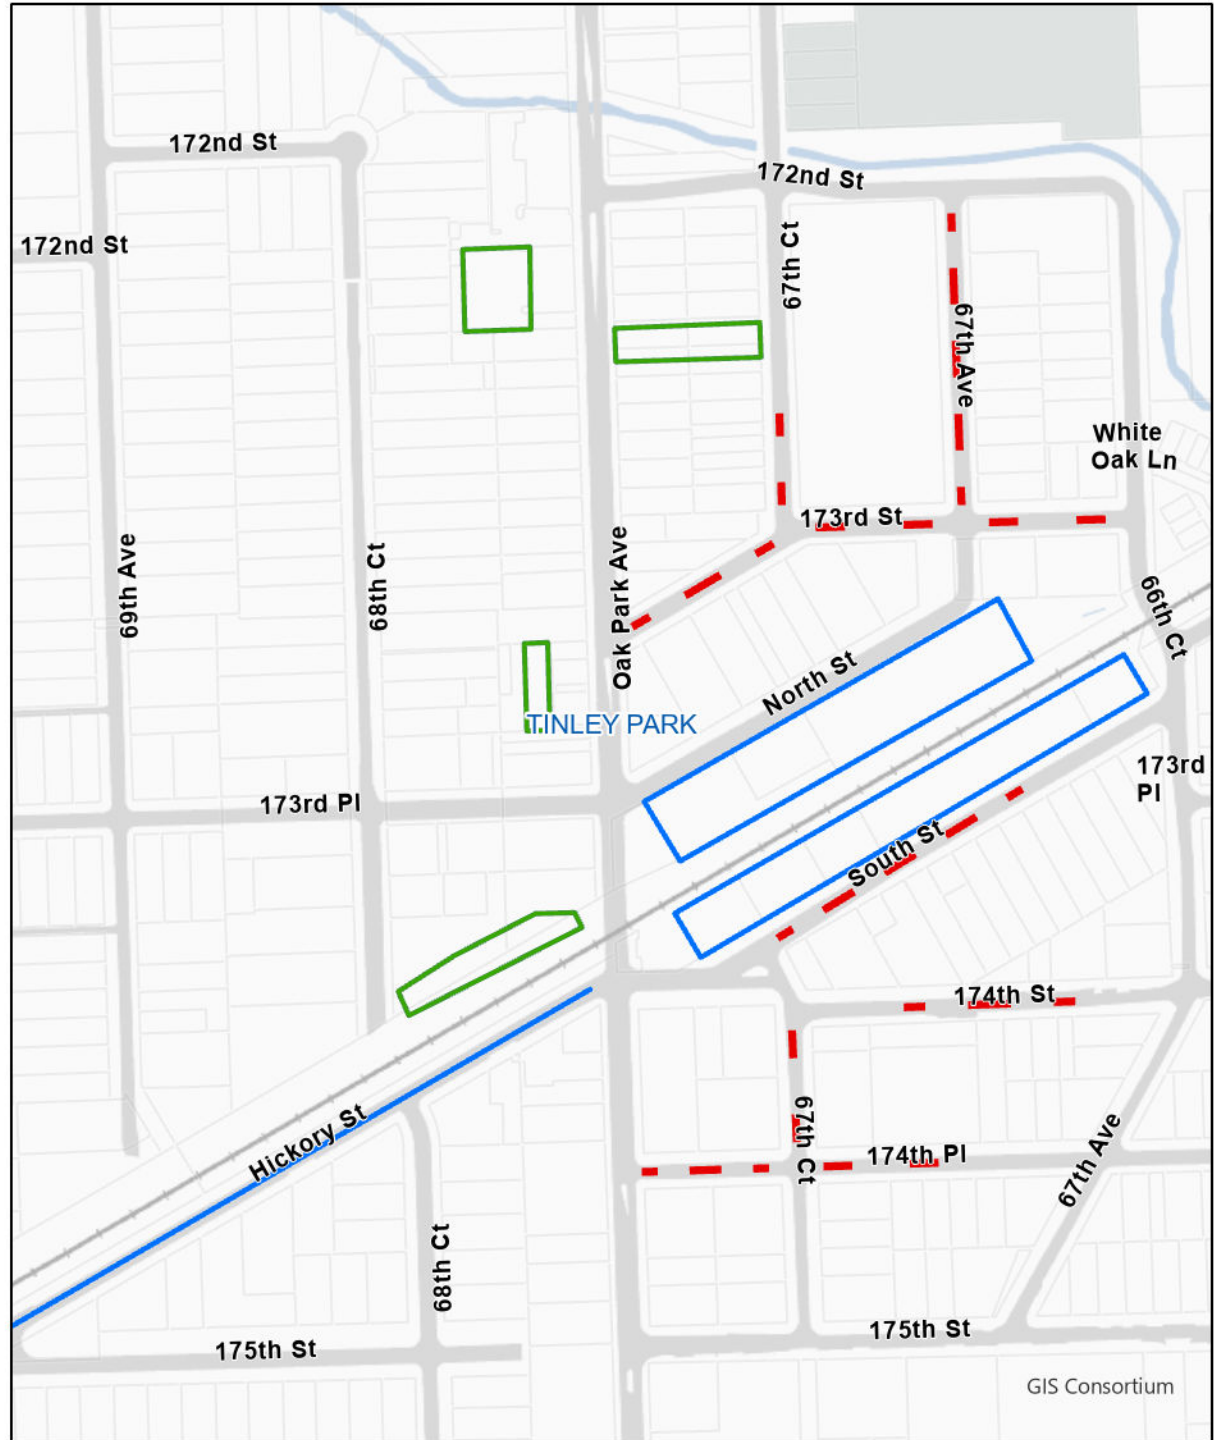 172nd St
172nd St
172nd St
67th Ct
67th Ave
White
Oak Ln
173rd St
69th Ave
68th Ct
Oak Park Ave
66th Ct
North St
TINLEY PARK
173rd Pl
173rd
Pl
South St
174th St
Hickory St
67th Ct
174th Pl
67th Ave
68th Ct
175th St
175th St
GIS Consortium